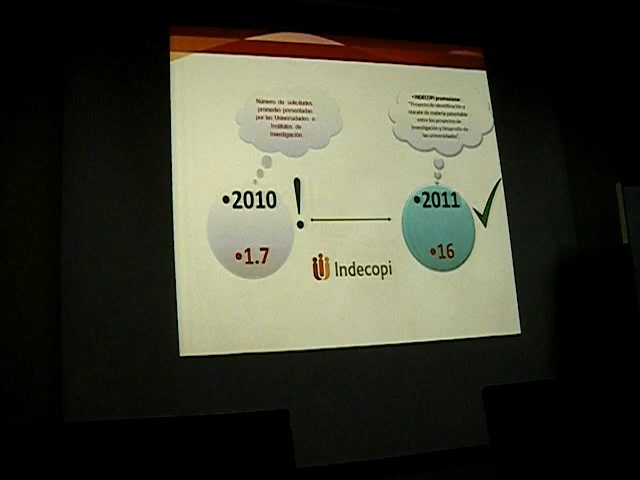 Número de solicitudes
promedio presentadas
por las Universidades o
Institutos de
Investigación.
•INDECOPI promociona:
"Proyecto de identificación y
rescate de materia patentable
entre los proyectos de
Investigación y Desarrollo de
las universidades".
•2010
!
•2011
•1.7
•16
Indecopi